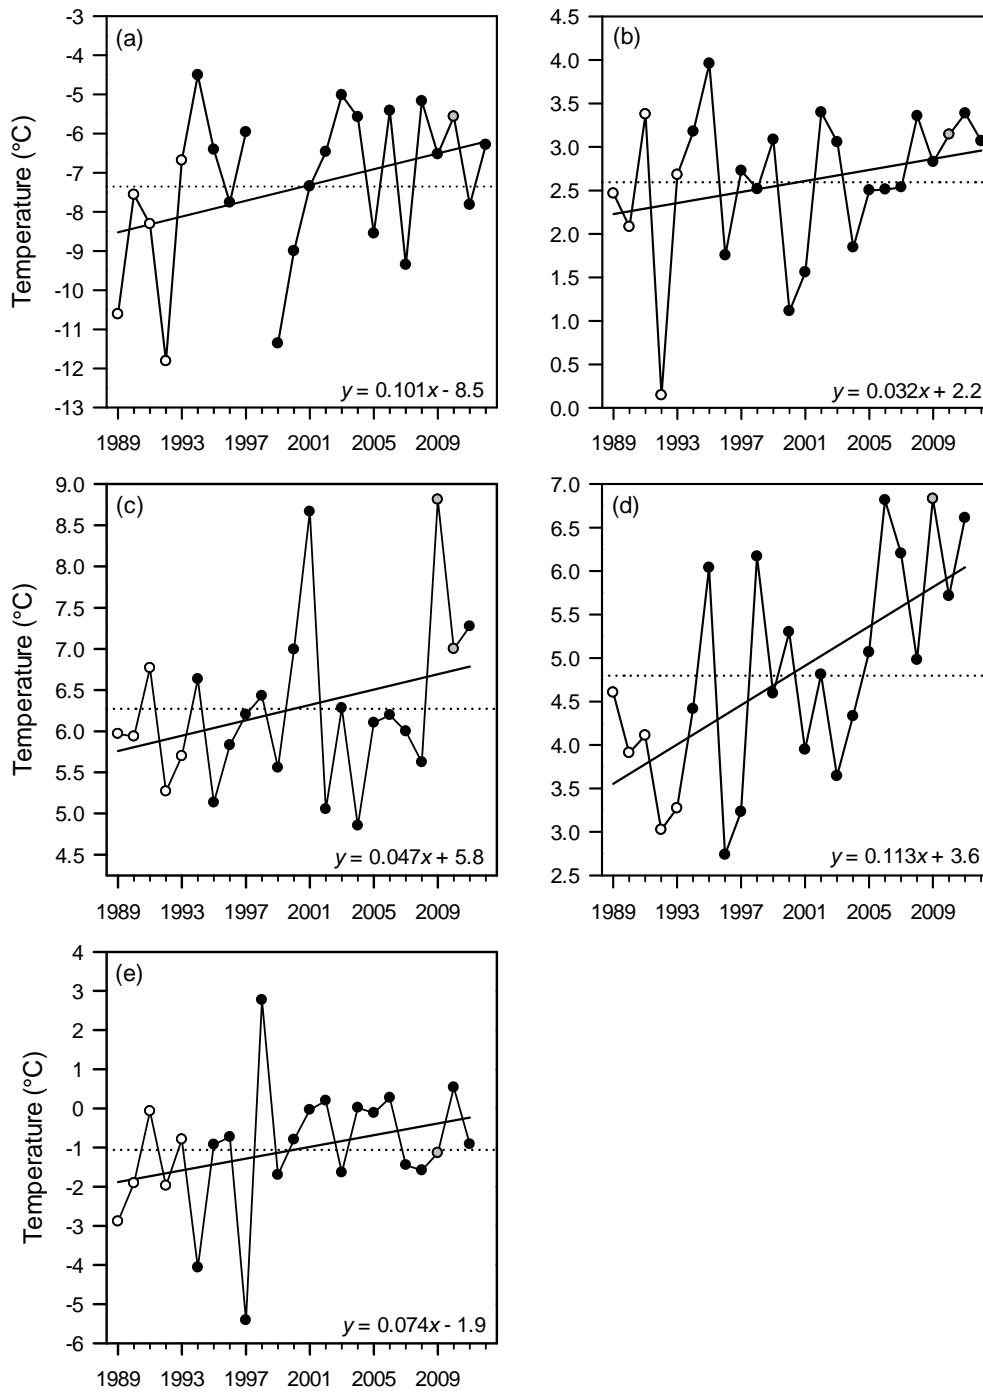 (a)
Temperature (°C)
-3
-4
-5
-6
-7
-8
-9
-10
-11
-12
-13
1989 1993 1997 2001 2005 2009
y = 0.101x - 8.5
(b)
4.5
4.0
3.5
3.0
2.5
2.0
1.5
1.0
0.5
0.0
1989 1993 1997 2001 2005 2009
y = 0.032x + 2.2
(c)
Temperature (°C)
9.0
8.5
8.0
7.5
7.0
6.5
6.0
5.5
5.0
4.5
1989 1993 1997 2001 2005 2009
y = 0.047x + 5.8
(d)
7.0
6.5
6.0
5.5
5.0
4.5
4.0
3.5
3.0
2.5
1989 1993 1997 2001 2005 2009
y = 0.113x + 3.6
(e)
Temperature (°C)
4
3
2
1
0
-1
-2
-3
-4
-5
-6
1989 1993 1997 2001 2005 2009
y = 0.074x - 1.9